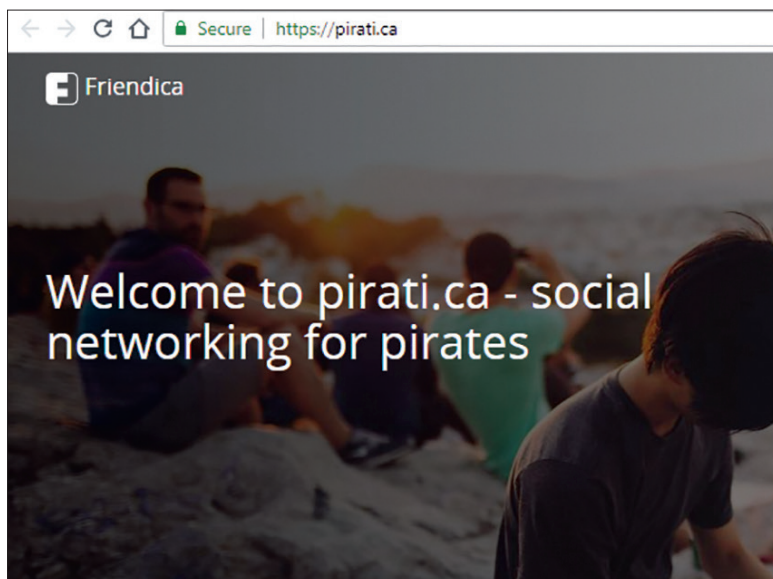 Secure | https://pirati.ca
Friendica
Welcome to pirati.ca - social
networking for pirates